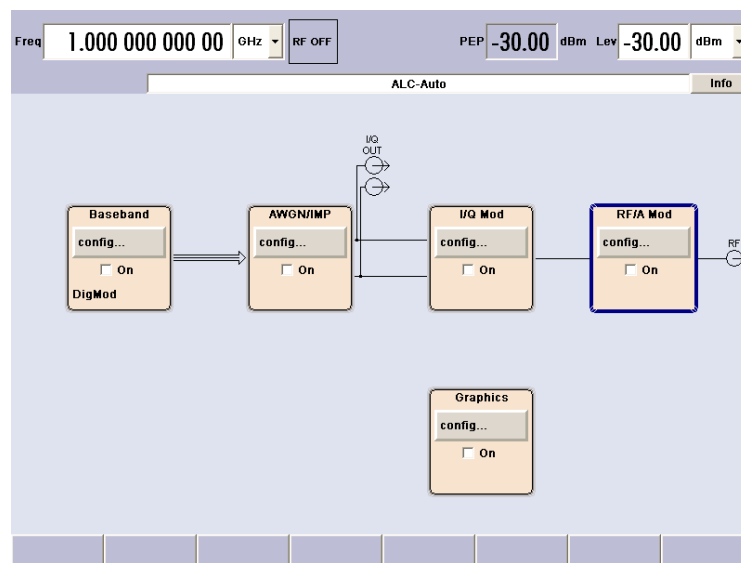 Freq 1.000 000 000 00 GHz RF OFF PEP -30.00 dBm Lev -30.00 dBm
ALC-Auto Info
I/Q
OUT
Baseband AWGN/IMP I/Q Mod RF/A Mod
config... config... config... config... RF
On On On On
DigMod
Graphics
config...
On